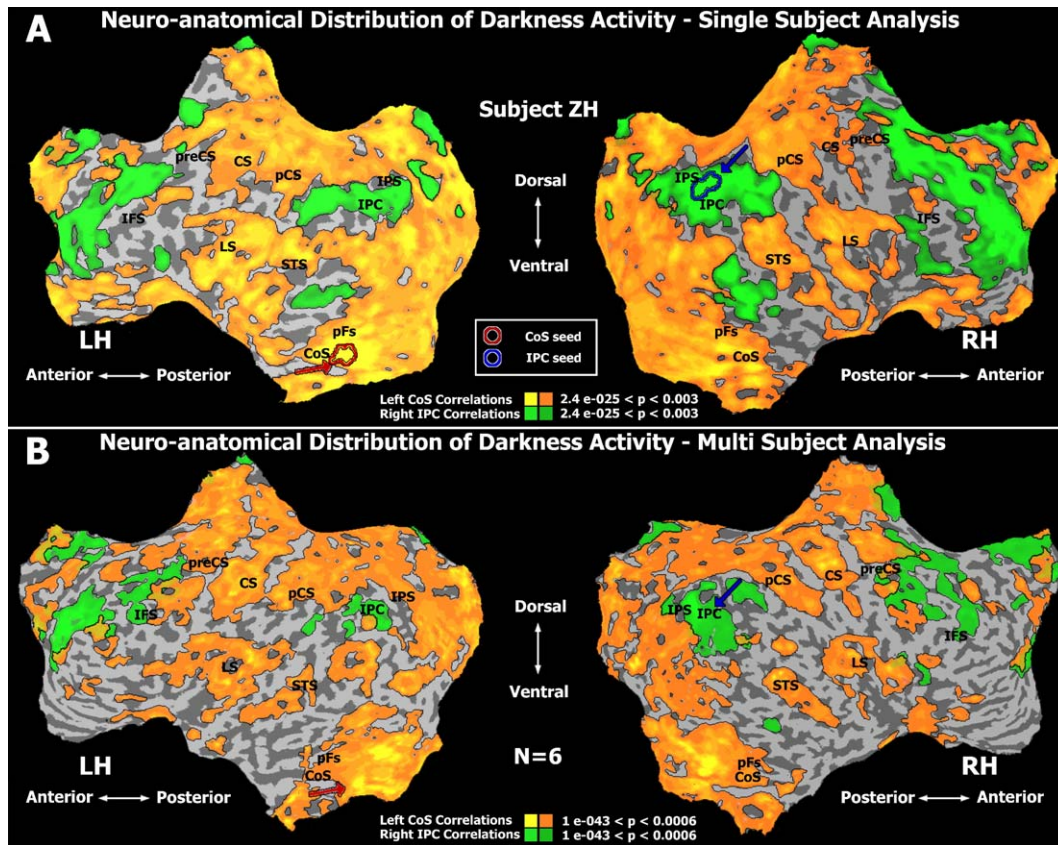 A
Neuro-anatomical Distribution of Darkness Activity - Single Subject Analysis
Subject ZH
preCS
CS
pCS
IPS
IPC
IFS
LS
STS
pFs
CoS
LH
Anterior
Posterior
Dorsal
Ventral
CoS seed
IPC seed
IPS
IPC
pCS
CS
preCS
IFS
LS
STS
pFs
CoS
RH
Posterior
Anterior
Left CoS Correlations 2.4 e-025 < p < 0.003
Right IPC Correlations 2.4 e-025 < p < 0.003
B
Neuro-anatomical Distribution of Darkness Activity - Multi Subject Analysis
preCS
CS
pCS
IPS
IPC
IFS
LS
STS
pFs
CoS
LH
Anterior
Posterior
Dorsal
Ventral
N=6
IPS
IPC
pCS
CS
preCS
IFS
LS
STS
pFs
CoS
RH
Posterior
Anterior
Left CoS Correlations 1 e-043 < p < 0.0006
Right IPC Correlations 1 e-043 < p < 0.0006